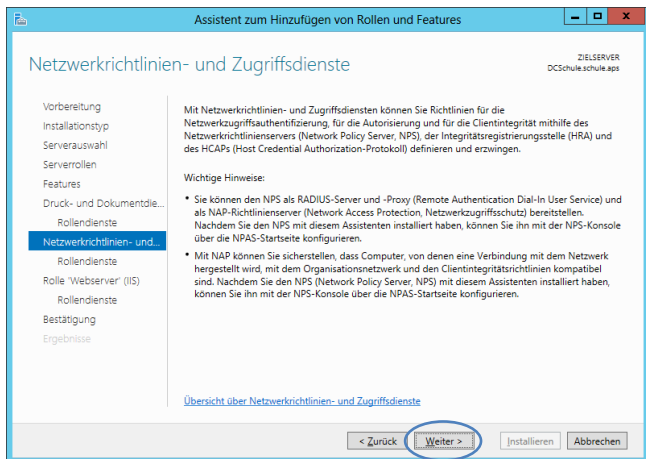 Assistent zum Hinzufügen von Rollen und Features
Netzwerkrichtlinien- und Zugriffsdienste
ZIELSERVER
DCSchule.schule.aps
Vorbereitung
Installationstyp
Serverauswahl
Serverrollen
Features
Druck- und Dokumentdie...
Rollendienste
Netzwerkrichtlinien- und...
Rollendienste
Rolle "Webserver" (IIS)
Rollendienste
Bestätigung
Ergebnisse
Mit Netzwerkrichtlinien- und Zugriffsdiensten können Sie Richtlinien für die
Netzwerkzugriffsauthentifizierung, für die Autorisierung und für die Clientintegrität mithilfe des
Netzwerkrichtlinienservers (Network Policy Server, NPS), der Integritätsregistrierungsstelle (HRA) und
des HCAPs (Host Credential Authorization-Protokoll) definieren und erzwingen.
Wichtige Hinweise:
• Sie können den NPS als RADIUS-Server und -Proxy (Remote Authentication Dial-In User Service) und
als NAP-Richtlinienserver (Network Access Protection, Netzwerkzugriffsschutz) bereitstellen.
Nachdem Sie den NPS mit diesem Assistenten installiert haben, können Sie ihn mit der NPS-Konsole
über die NPAS-Startseite konfigurieren.
• Mit NAP können Sie sicherstellen, dass Computer, von denen eine Verbindung mit dem Netzwerk
hergestellt wird, mit dem Organisationsnetzwerk und den Clientintegritätsrichtlinien kompatibel
sind. Nachdem Sie den NPS (Network Policy Server, NPS) mit diesem Assistenten installiert haben,
können Sie ihn mit der NPS-Konsole über die NPAS-Startseite konfigurieren.
Übersicht über Netzwerkrichtlinien- und Zugriffsdienste
< Zurück
Weiter >
Installieren
Abbrechen